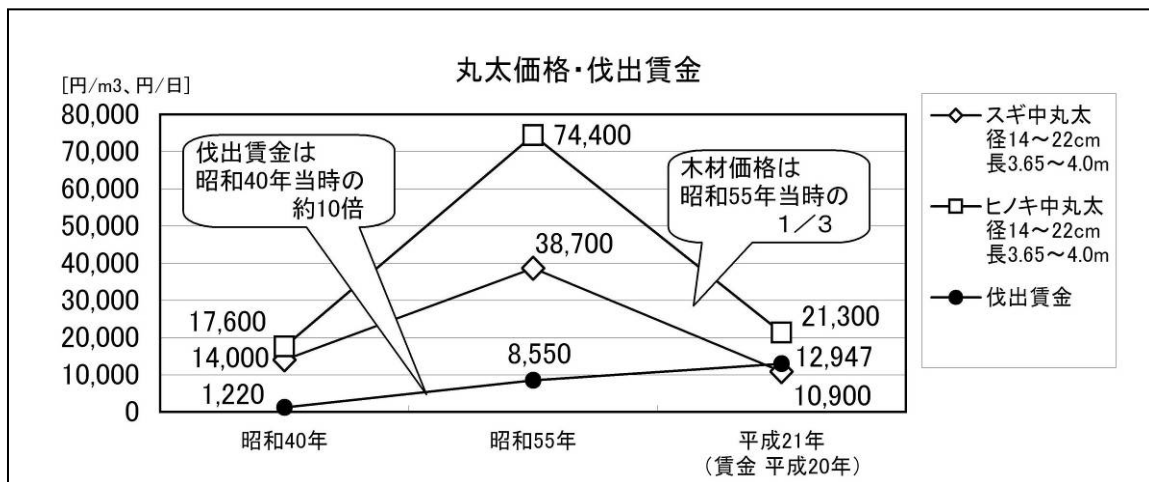 丸太価格・伐出賃金
[円/m3、円/日]
80,000
70,000
60,000
50,000
40,000
30,000
20,000
10,000
0
伐出賃金は
昭和40年当時の
約10倍
木材価格は
昭和55年当時の
1/3
74,400
38,700
17,600
14,000
1,220
8,550
21,300
12,947
10,900
昭和40年
昭和55年
平成21年
(賃金 平成20年)
スギ中丸太
径14~22cm
長3.65~4.0m
ヒノキ中丸太
径14~22cm
長3.65~4.0m
伐出賃金